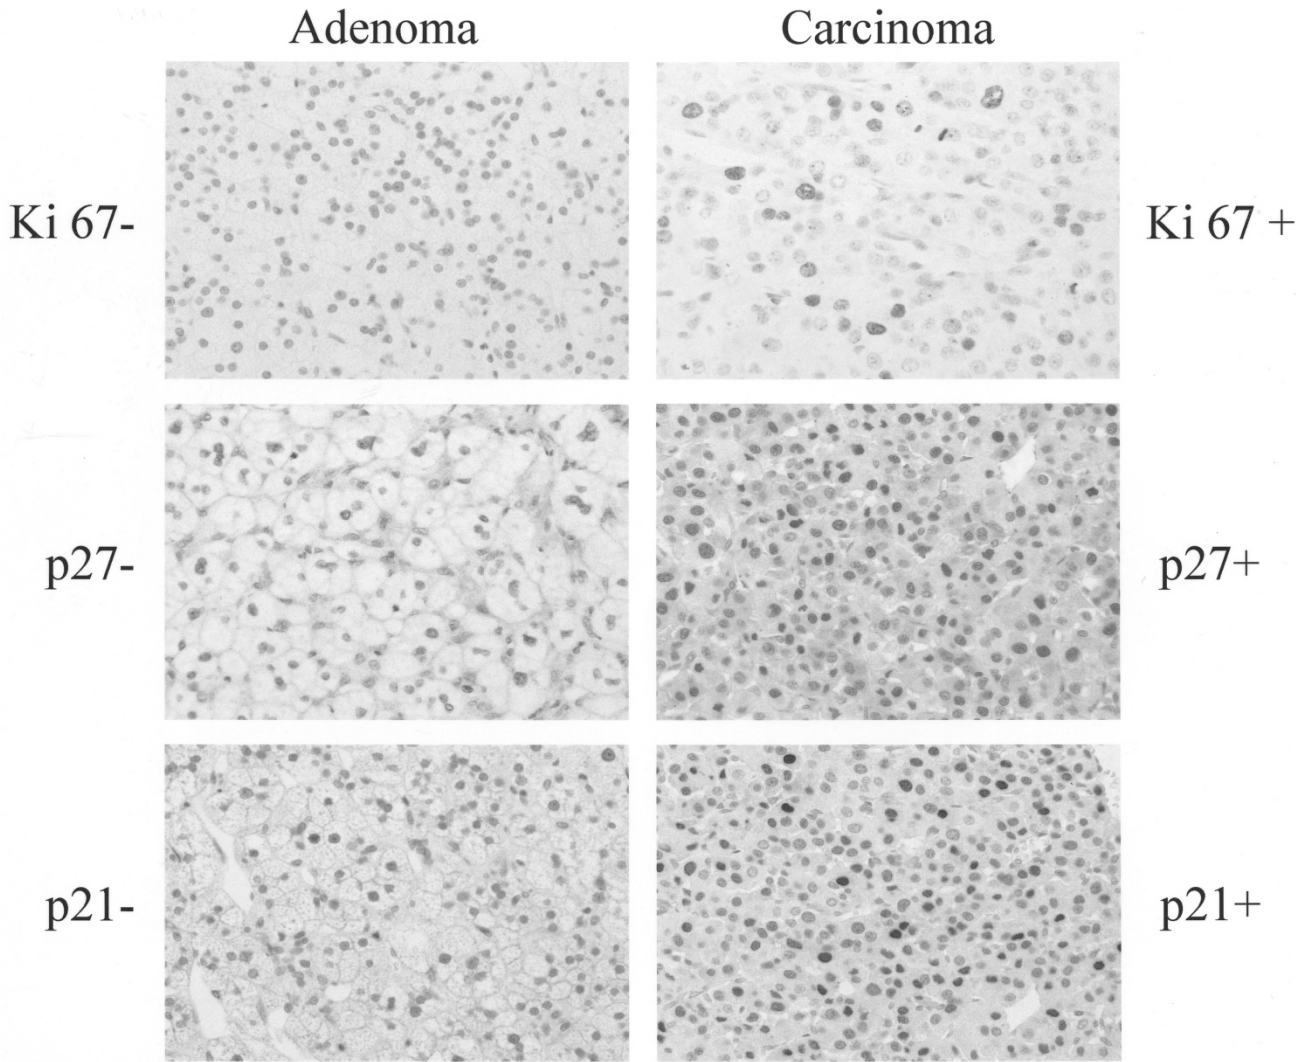 Adenoma
Carcinoma
Ki 67-
Ki 67 +
p27-
p27+
p21-
p21+